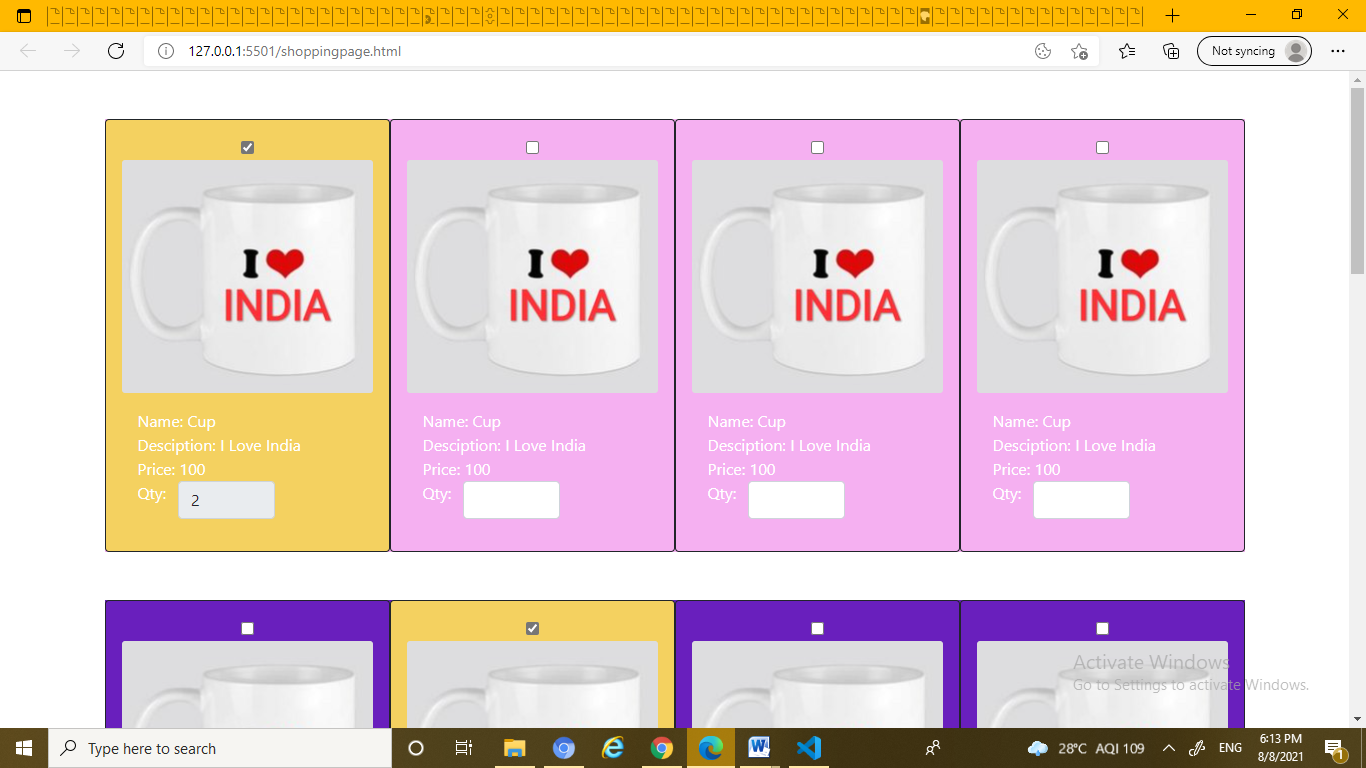 127.0.0.1:5501/shoppingpage.html
Not syncing
I
INDIA
I
INDIA
I
INDIA
I
INDIA
Name: Cup
Desciption: I Love India
Price: 100
Qty: 2
Name: Cup
Desciption: I Love India
Price: 100
Qty:
Name: Cup
Desciption: I Love India
Price: 100
Qty:
Name: Cup
Desciption: I Love India
Price: 100
Qty:
Activate Windows
Go to Settings to activate Windows.
Type here to search
28°C AQI 109
ENG
6:13 PM
8/8/2021
1